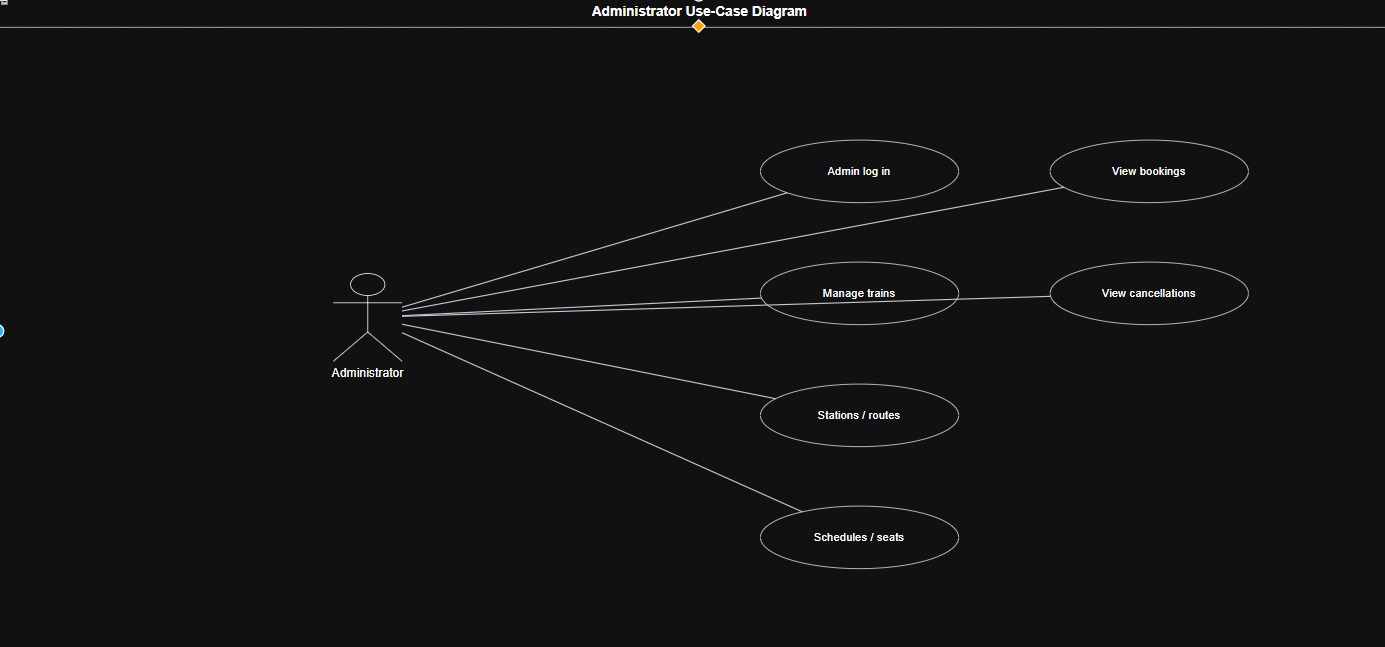 Administrator Use-Case Diagram
Admin log in
View bookings
Manage trains
View cancellations
Administrator
Stations / routes
Schedules / seats